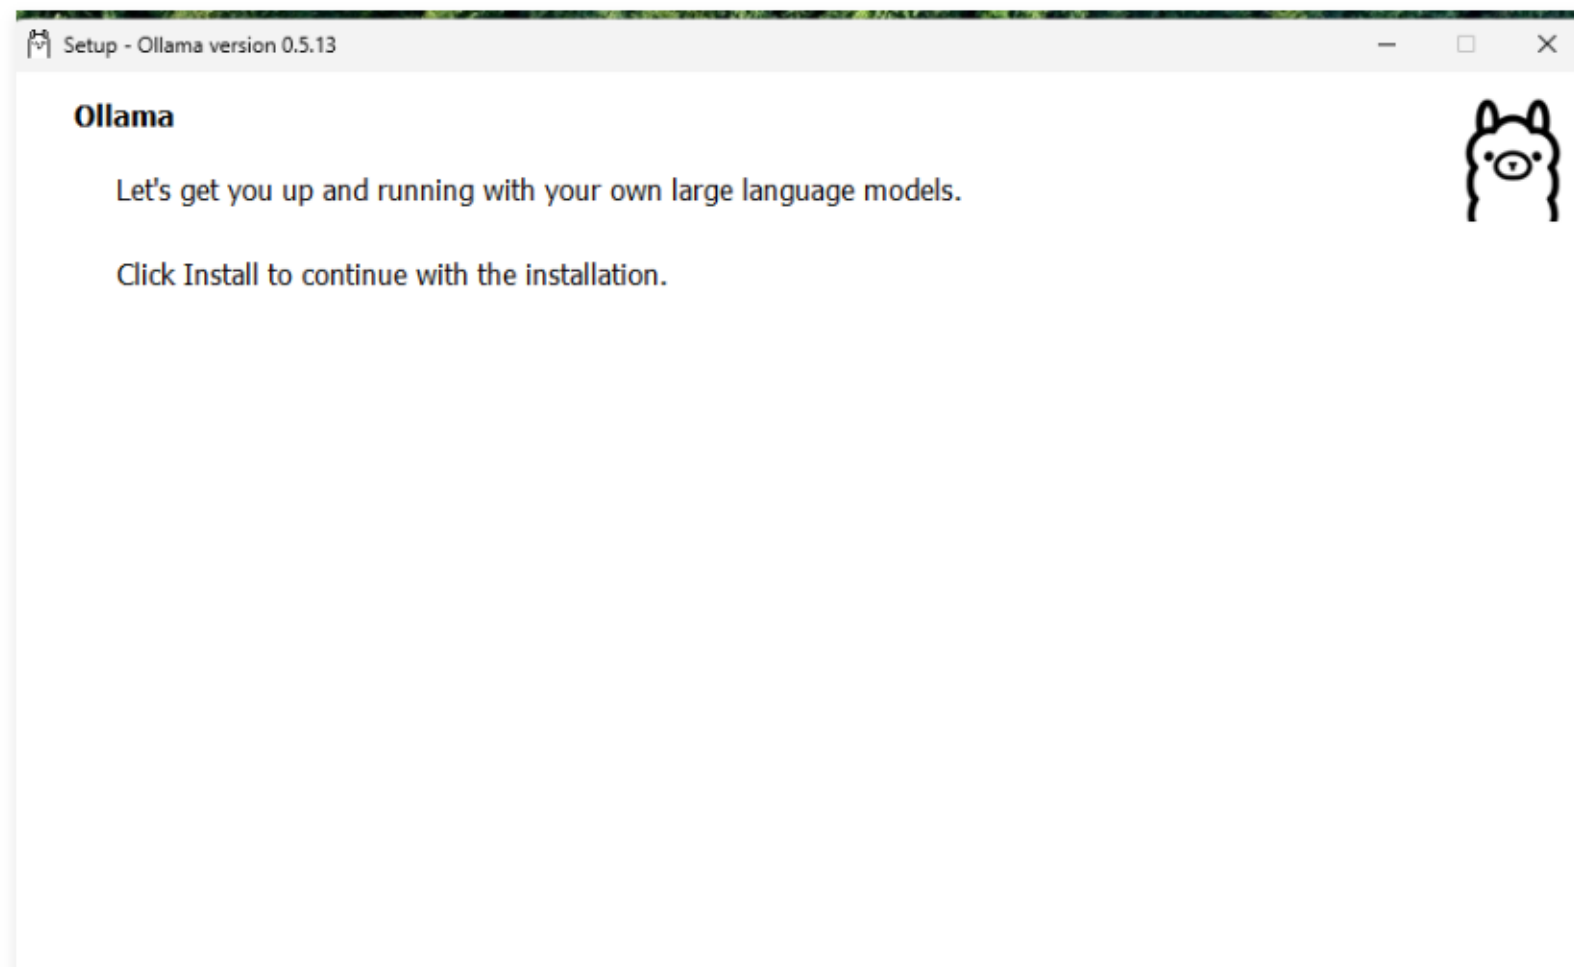 Setup - Ollama version 0.5.13
Ollama
Let's get you up and running with your own large language models.
Click Install to continue with the installation.